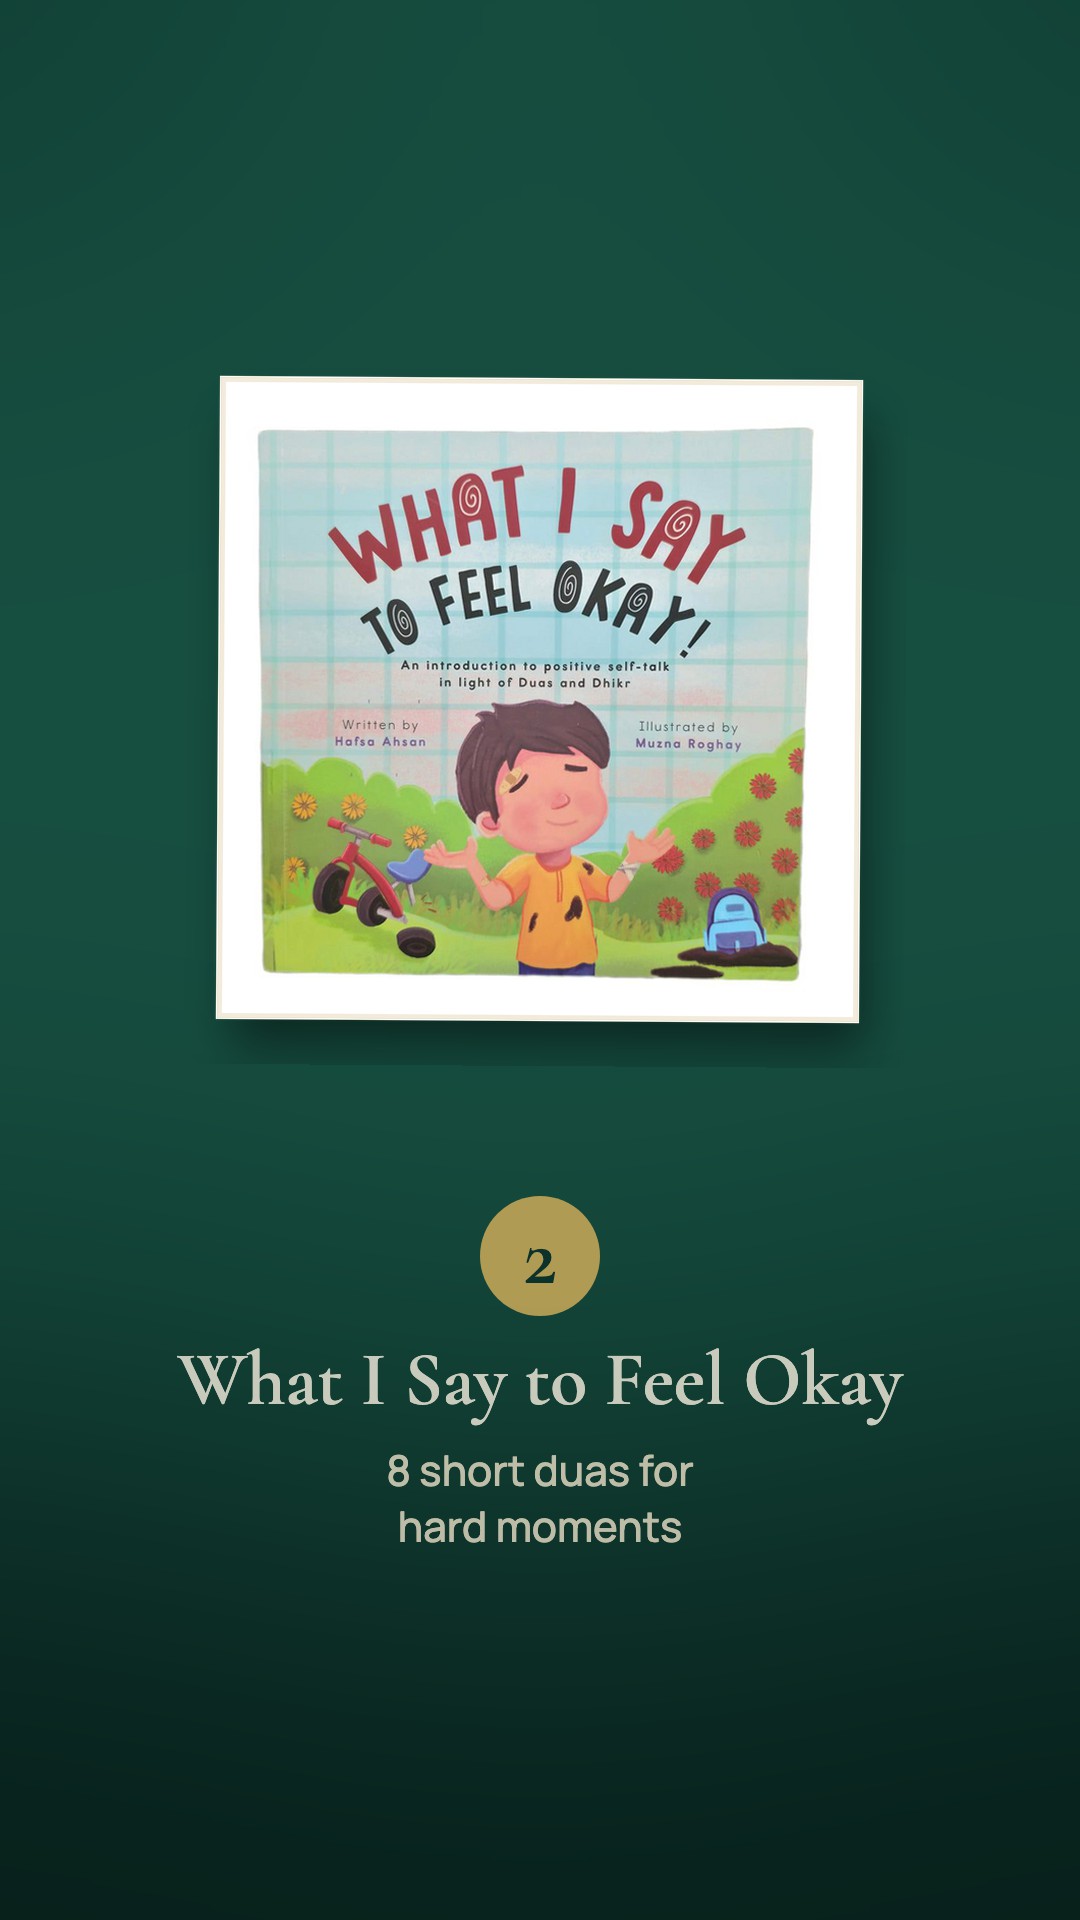 WHAT I SAY
TO FEEL OKAY!
An introduction to positive self-talk
in light of Duas and Dhikr
Written by
Hafsa Ahsan
Illustrated by
Muzna Roghay
2
What I Say to Feel Okay
8 short duas for
hard moments